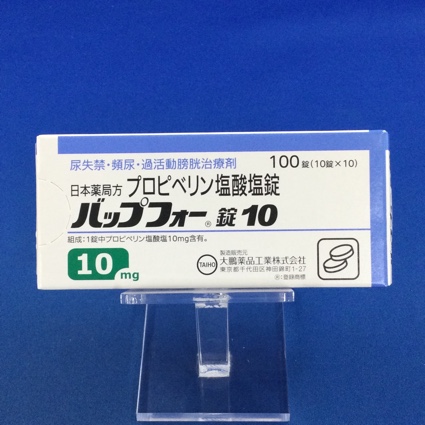 尿失禁・頻尿・過活動膀胱治療剤
100錠(10錠×10)
日本薬局方 プロピベリン塩酸塩錠
バップフォー®錠10
組成:1錠中プロピベリン塩酸塩10mg含有。
10mg
TAIHO
製造販売元
大鵬薬品工業株式会社
東京都千代田区神田錦町1-27
®:登録商標